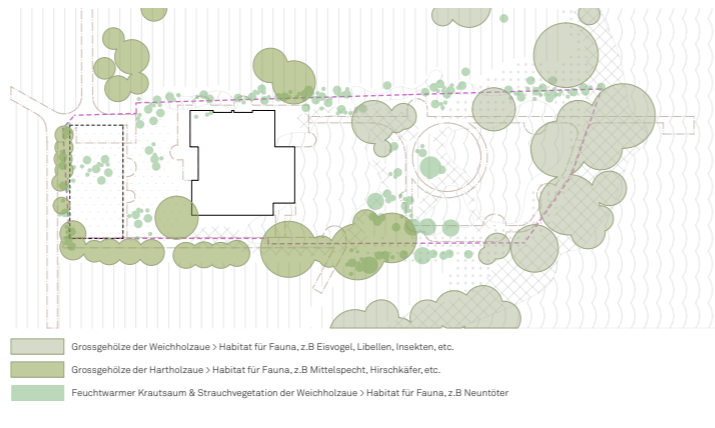 Grossgehölze der Weichholzaue > Habitat für Fauna, z.B Eisvogel, Libellen, Insekten, etc.
Grossgehölze der Hartholzaue > Habitat für Fauna, z.B Mittelspecht, Hirschkäfer, etc.
Feuchtwarmer Krautsaum & Strauchvegetation der Weichholzaue > Habitat für Fauna, z.B Neuntöter